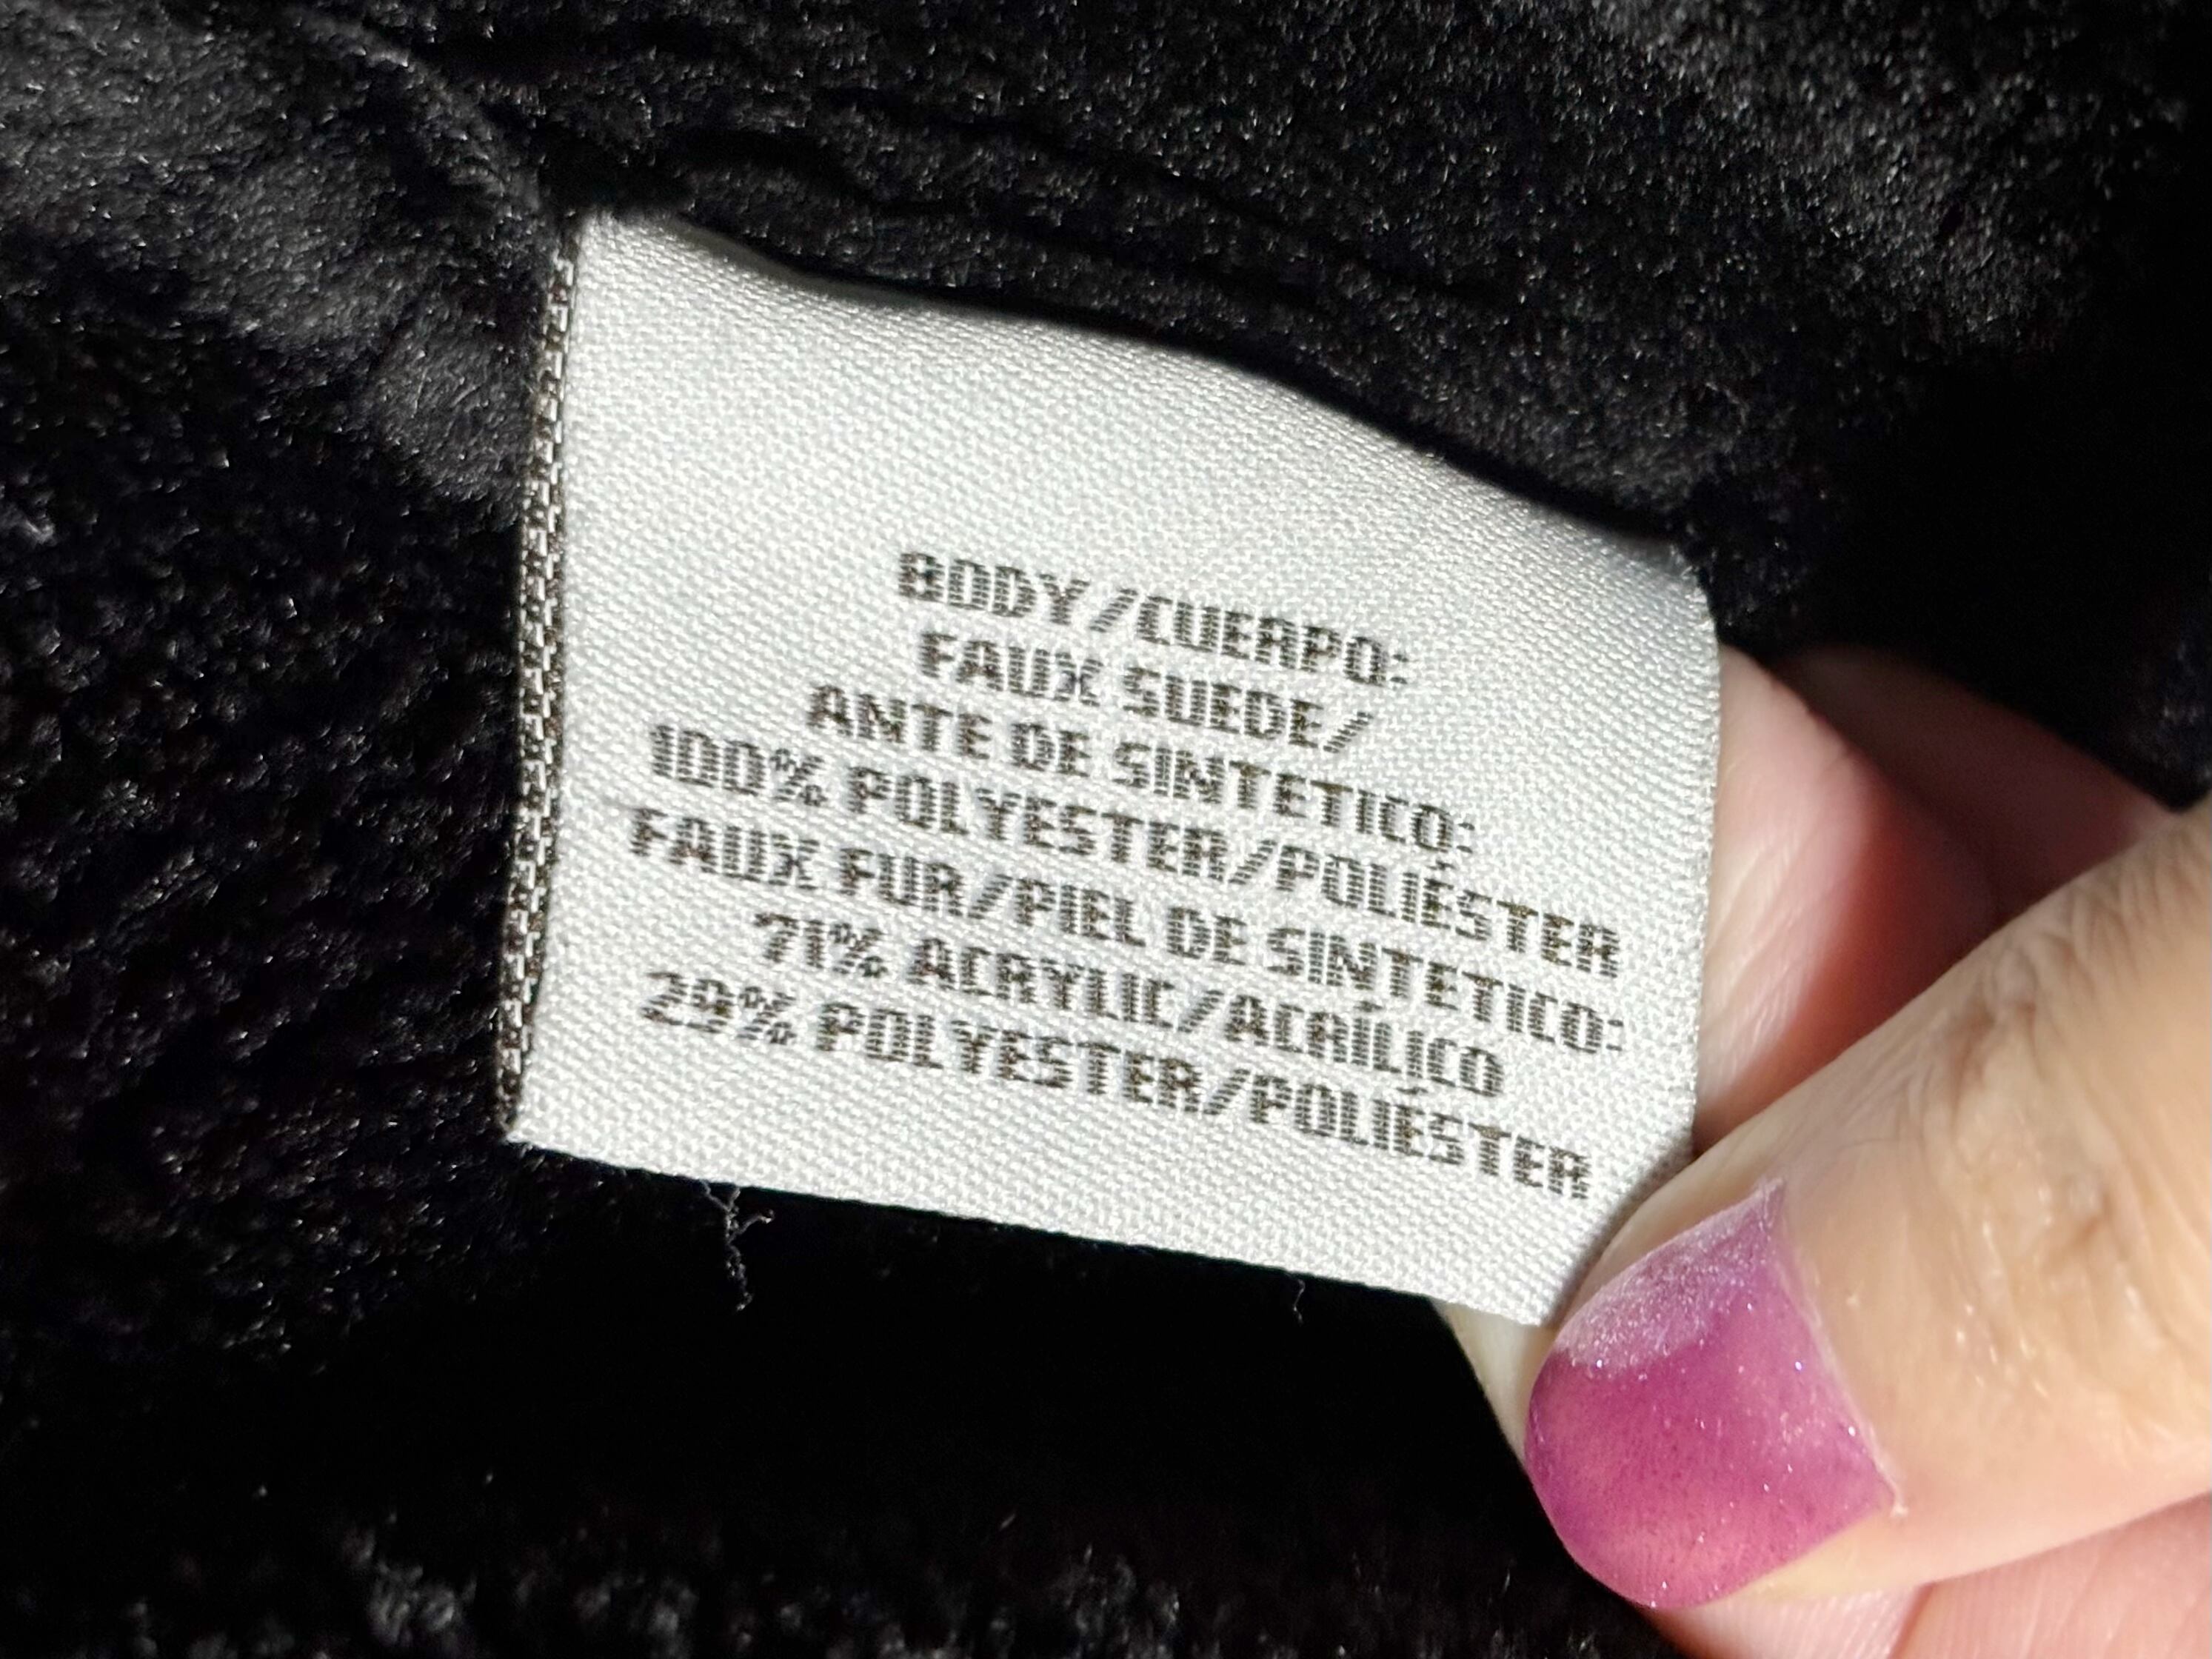 BODY/CUERPO:
FAUX SUEDE/
ANTE DE SINTETICO:
100% POLYESTER/POLIÉSTER
FAUX FUR/PIEL DE SINTETICO:
71% ACRYLIC/ACRÍLICO
29% POLYESTER/POLIÉSTER